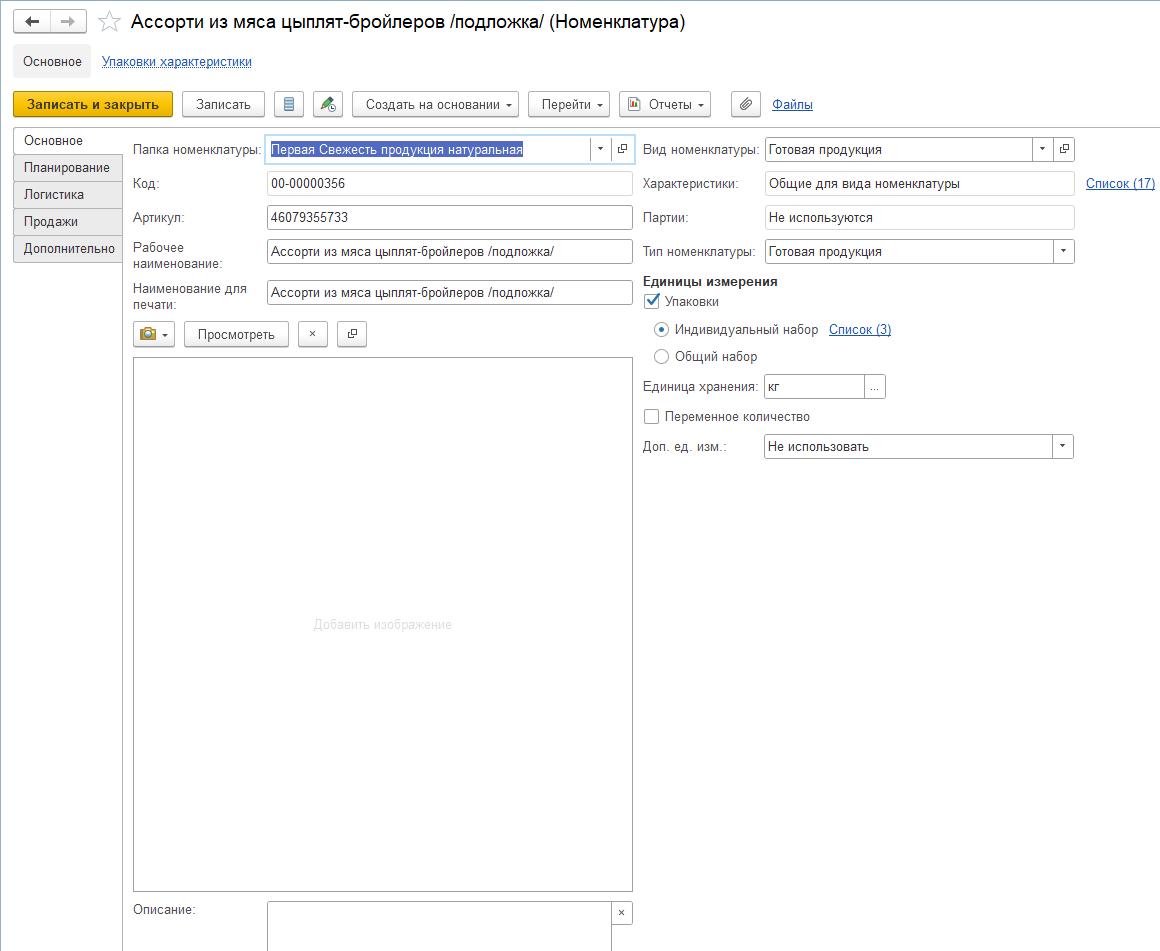 Ассорти из мяса цыплят-бройлеров /подложка/ (Номенклатура)
Основное Упаковки характеристики
Записать и закрыть Записать Создать на основании Перейти Отчеты Файлы
Основное
Планирование
Логистика
Продажи
Дополнительно
Папка номенклатуры: Первая Свежесть продукция натуральная
Код: 00-00000356
Артикул: 46079355733
Рабочее
наименование: Ассорти из мяса цыплят-бройлеров /подложка/
Наименование для
печати: Ассорти из мяса цыплят-бройлеров /подложка/
Просмотреть ×
Добавить изображение
Описание: ×
Вид номенклатуры: Готовая продукция
Характеристики: Общие для вида номенклатуры Список (17)
Партии: Не используются
Тип номенклатуры: Готовая продукция
Единицы измерения
Упаковки
Индивидуальный набор Список (3)
Общий набор
Единица хранения: кг ...
Переменное количество
Доп. ед. изм.: Не использовать